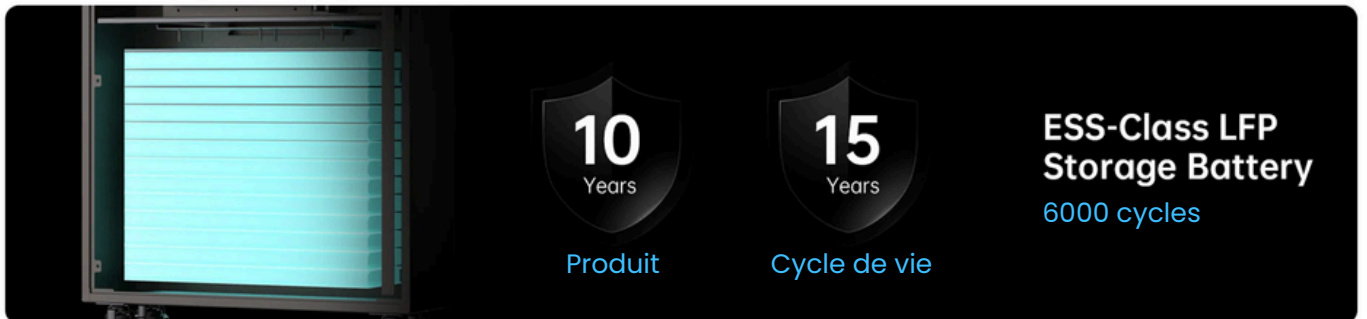 10
Years
Produit
15
Years
Cycle de vie
ESS-Class LFP
Storage Battery
6000 cycles